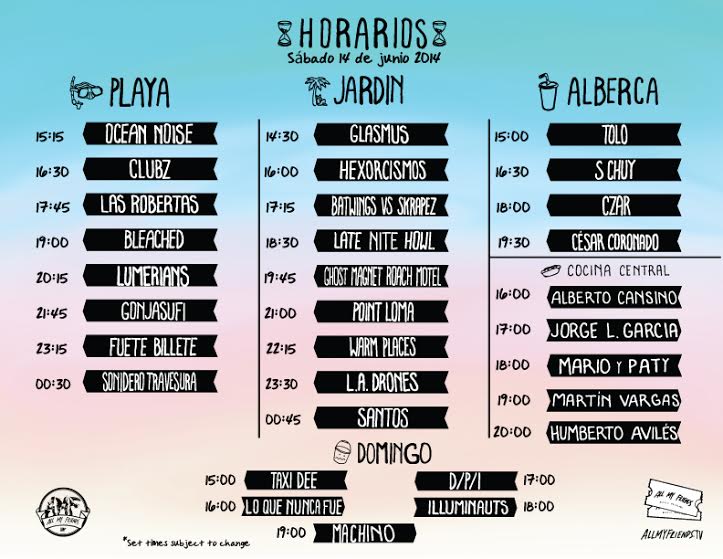 HORARIOS
Sábado 14 de junio 2014
PLAYA
15:15 OCEAN NOISE
16:30 CLUBZ
17:45 LAS ROBERTAS
19:00 BLEACHED
20:15 LUMERIANS
21:45 GONJASUFI
23:15 FUETE BILLETE
00:30 SONIDERO TRAVESURA
JARDIN
14:30 GLASMUS
16:00 HEXORCISMOS
17:15 BATWINGS VS SKRAPEZ
18:30 LATE NITE HOWL
19:45 GHOST MAGNET ROACH MOTEL
21:00 POINT LOMA
22:15 WARM PLACES
23:30 L.A. DRONES
00:45 SANTOS
ALBERCA
15:00 TOLO
16:30 S CHUY
18:00 CZAR
19:30 CÉSAR CORONADO
COCINA CENTRAL
16:00 ALBERTO CANSINO
17:00 JORGE L. GARCIA
18:00 MARIO Y PATY
19:00 MARTÍN VARGAS
20:00 HUMBERTO AVILÉS
DOMINGO
15:00 TAXI DEE
D/P/I 17:00
16:00 LO QUE NUNCA FUE
ILLUMINAUTS 18:00
19:00 MACHINO
AMF
ALL MY FRIENDS
*Set times subject to change
ALL MY FRIENDS
ALLMYFRIENDS.TV